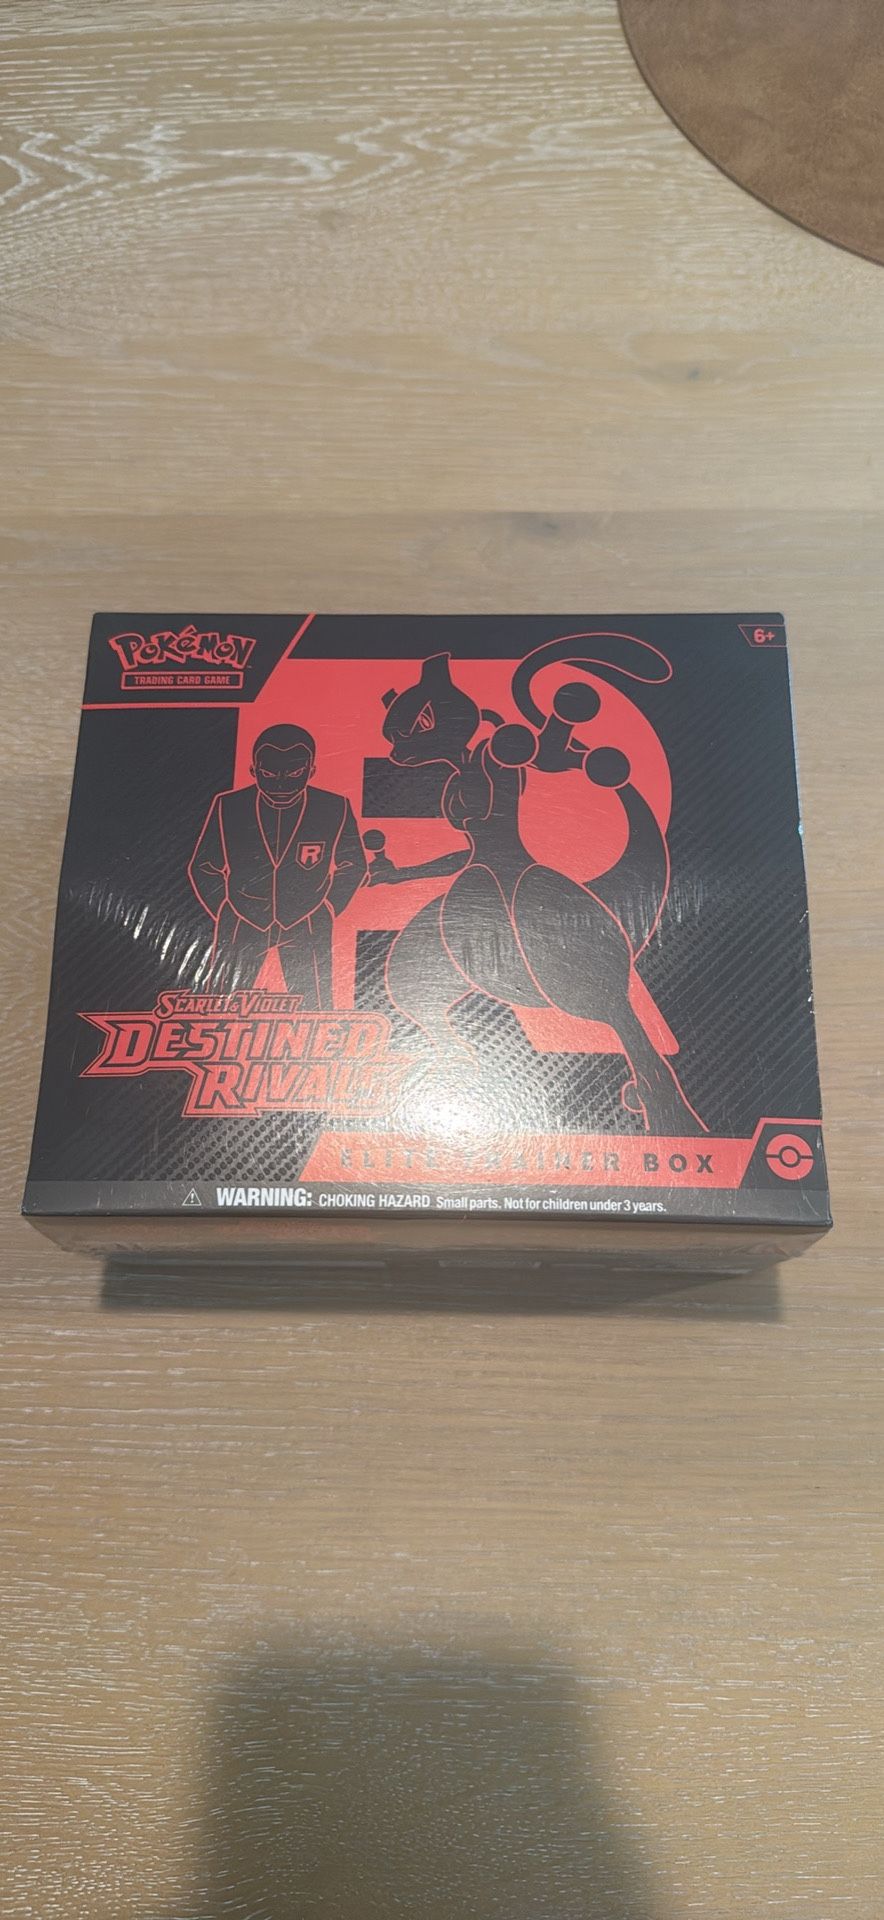 POKéMON
TRADING CARD GAME
6+
R
SCARLET & VIOLET
DESTINED
RIVALS
ELITE TRAINER BOX
⚠ WARNING: CHOKING HAZARD Small parts. Not for children under 3 years.